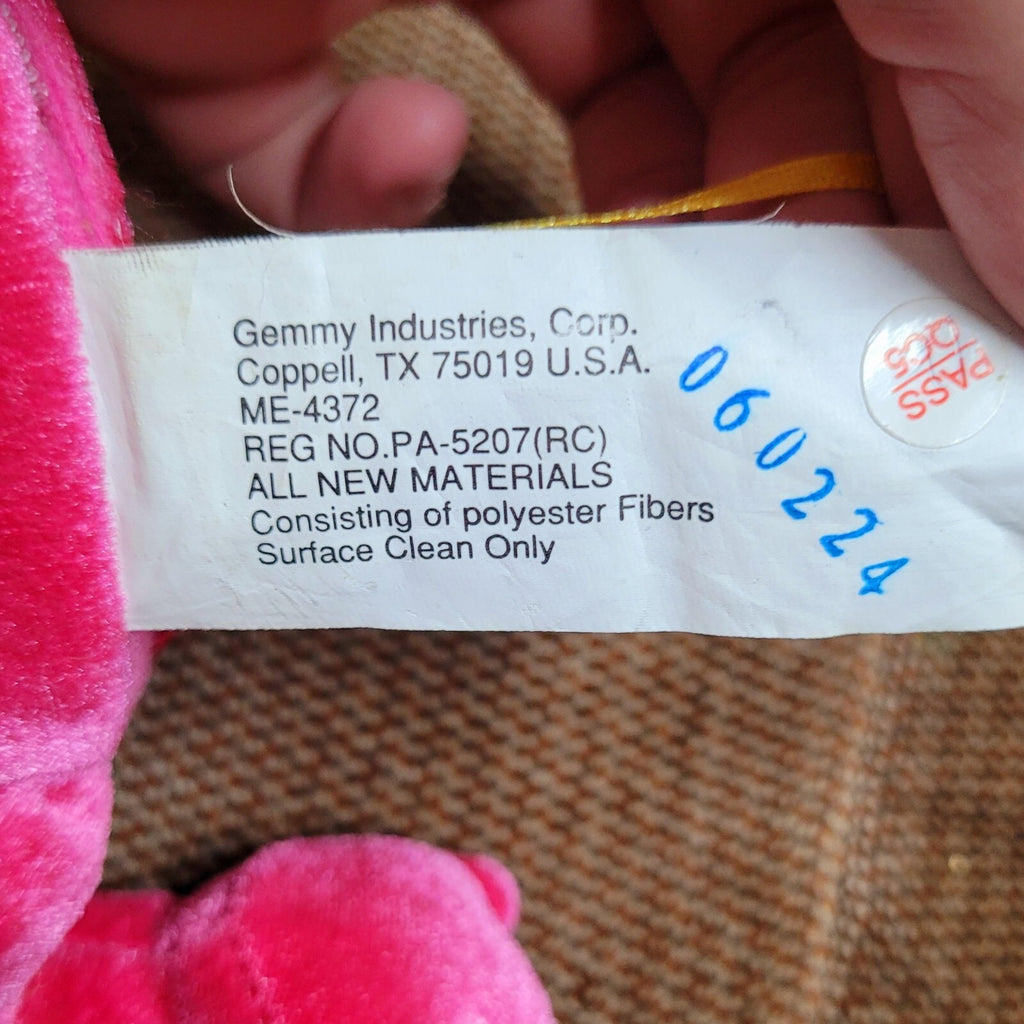 Gemmy Industries, Corp.
Coppell, TX 75019 U.S.A.
ME-4372
REG NO.PA-5207(RC)
ALL NEW MATERIALS
Consisting of polyester Fibers
Surface Clean Only
060224
PASS
QC5